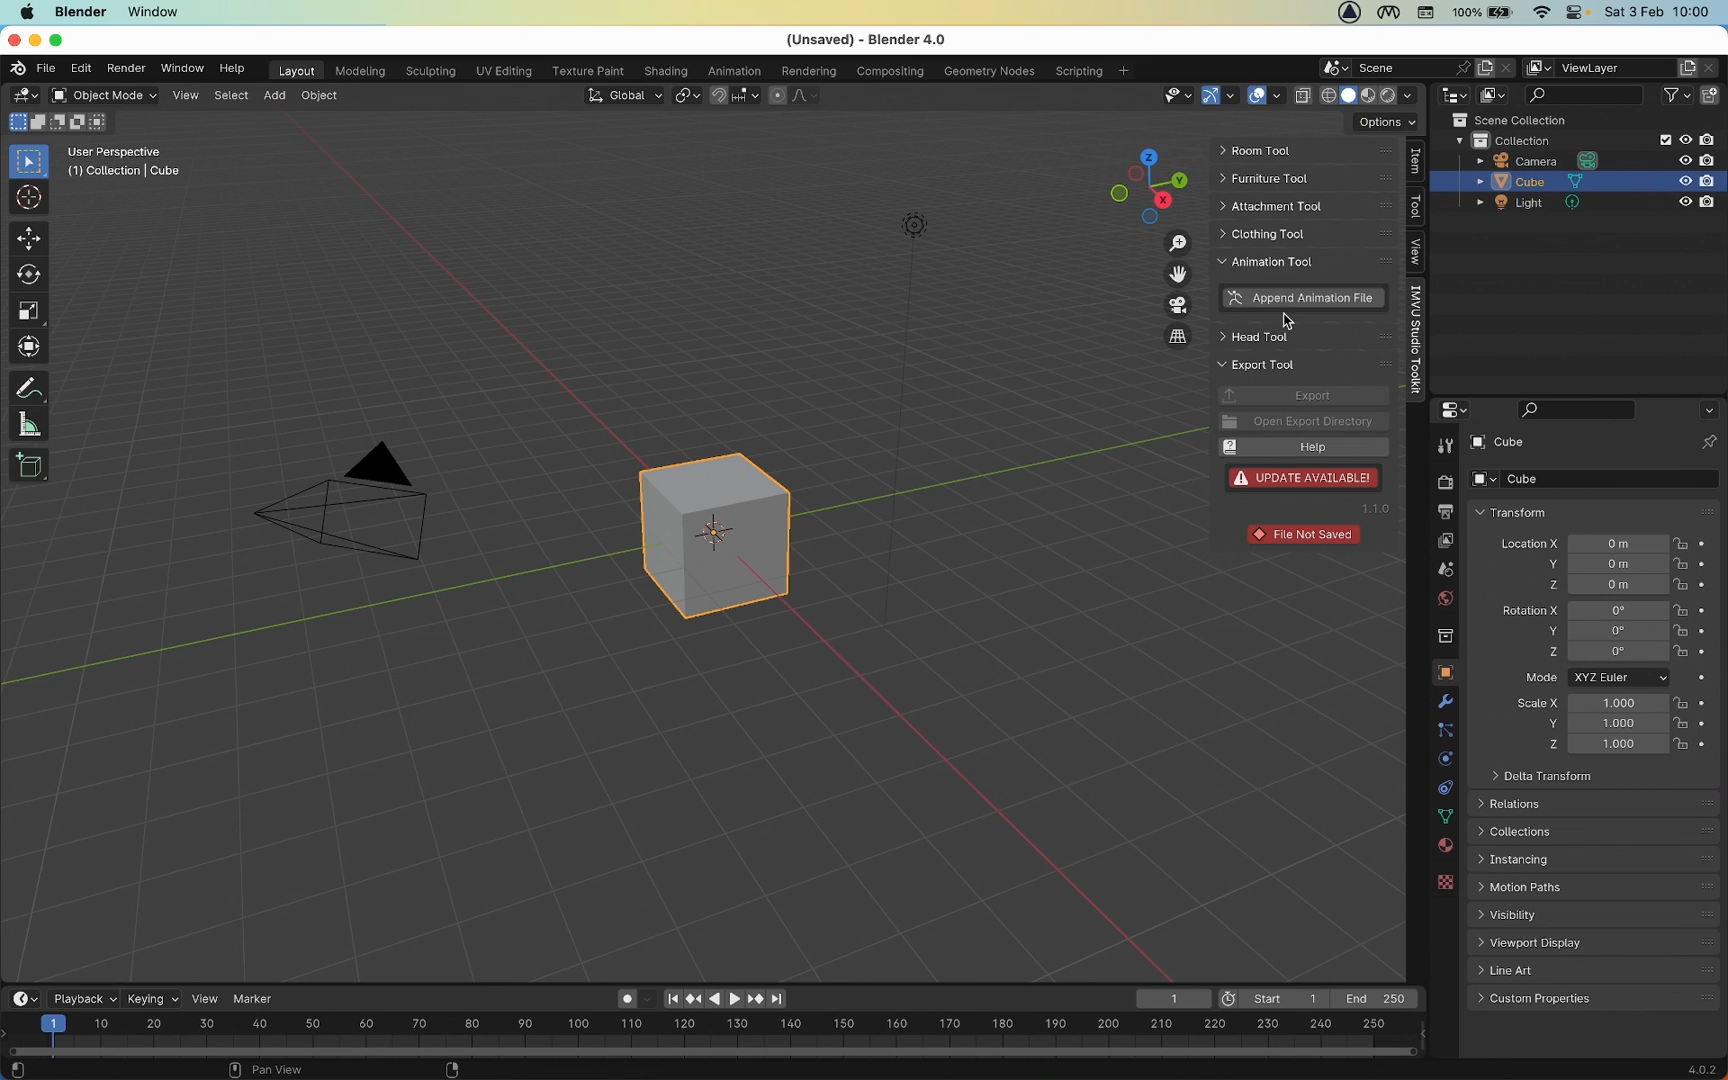 Blender Window 100% Sat 3 Feb 10:00
(Unsaved) - Blender 4.0
File Edit Render Window Help Layout Modeling Sculpting UV Editing Texture Paint Shading Animation Rendering Compositing Geometry Nodes Scripting + Scene ViewLayer
Object Mode View Select Add Object Global
Options
User Perspective
(1) Collection | Cube
Z
Y
X
Room Tool
Furniture Tool
Attachment Tool
Clothing Tool
Animation Tool
Append Animation File
Head Tool
Export Tool
Export
Open Export Directory
Help
UPDATE AVAILABLE!
1.1.0
File Not Saved
Item
Tool
View
IMVU Studio Toolkit
Scene Collection
Collection
Camera
Cube
Light
Cube
Cube
Transform
Location X 0 m
Y 0 m
Z 0 m
Rotation X 0°
Y 0°
Z 0°
Mode XYZ Euler
Scale X 1.000
Y 1.000
Z 1.000
Delta Transform
Relations
Collections
Instancing
Motion Paths
Visibility
Viewport Display
Line Art
Custom Properties
Playback Keying View Marker 1 Start 1 End 250
1 10 20 30 40 50 60 70 80 90 100 110 120 130 140 150 160 170 180 190 200 210 220 230 240 250
Pan View 4.0.2